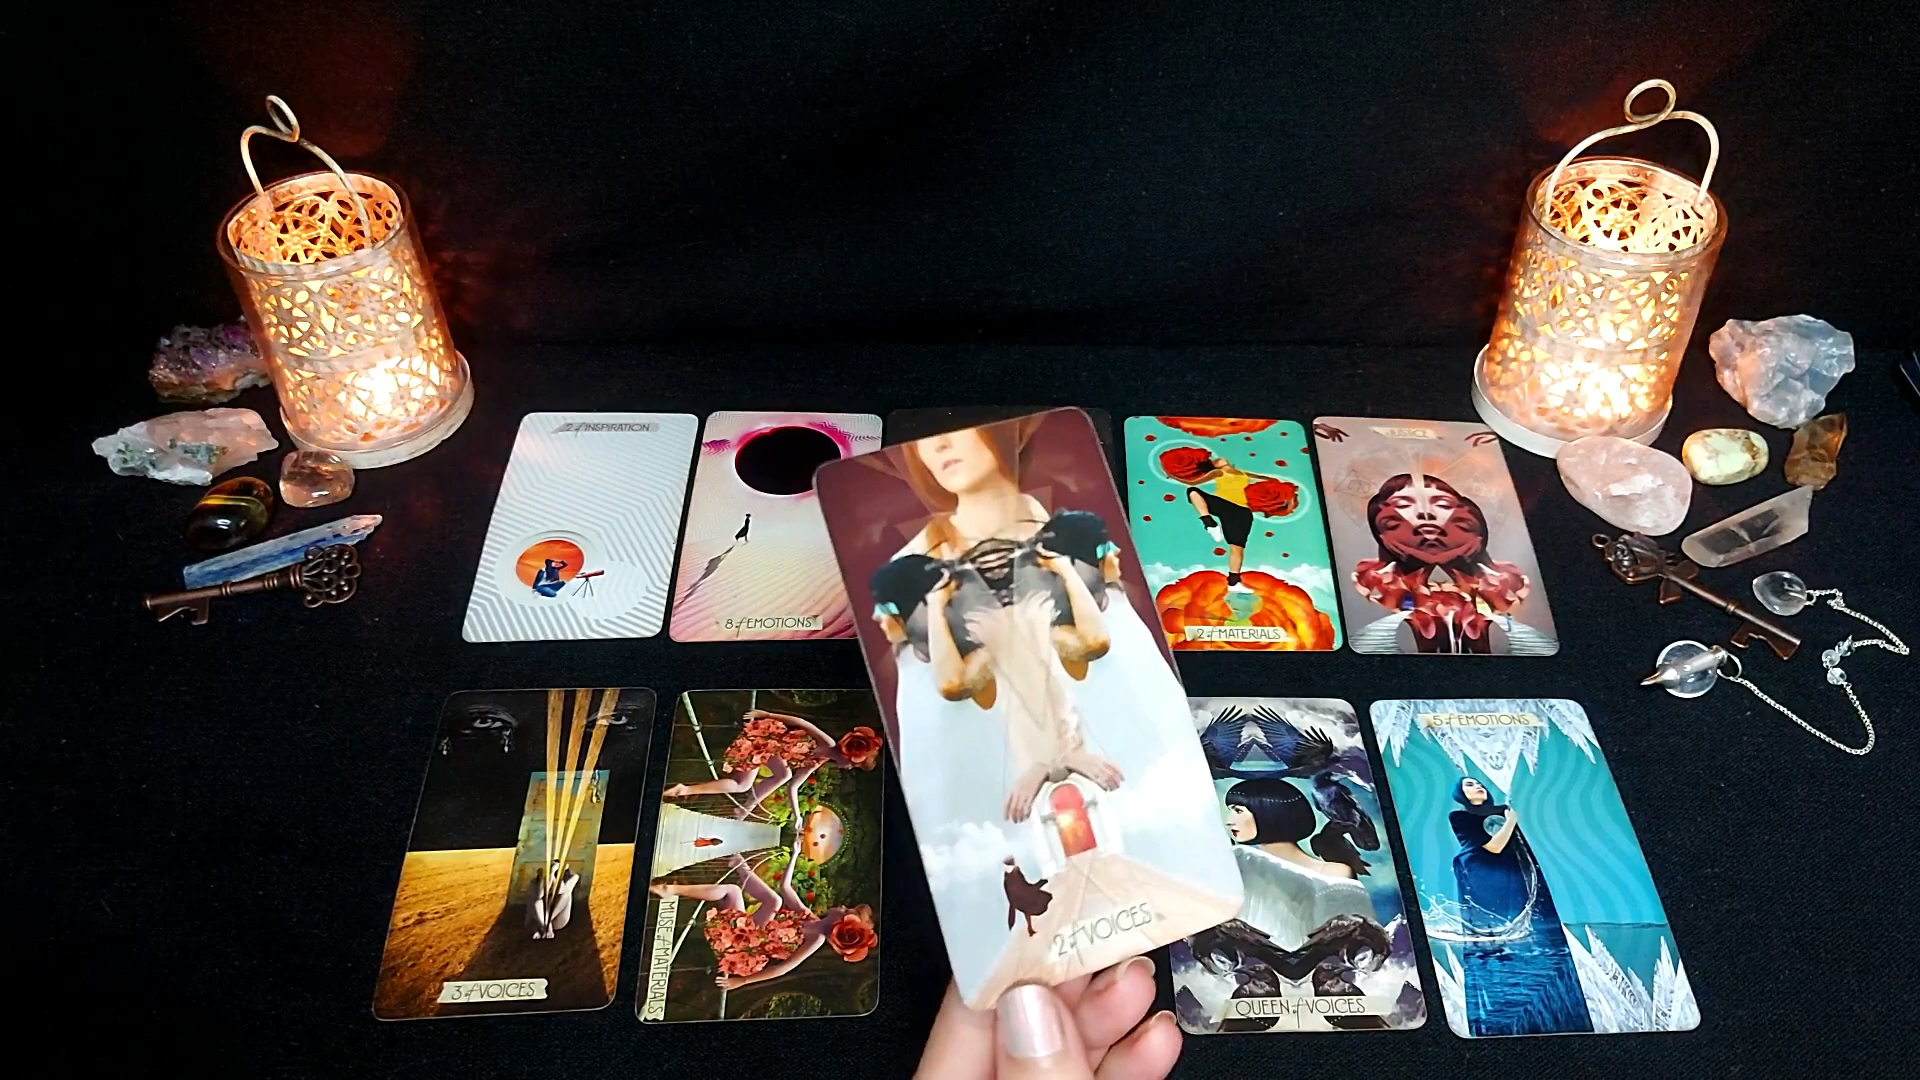 2 of INSPIRATION
8 of EMOTIONS
2 of MATERIALS
JUSTICE
3 of VOICES
MUSE of MATERIALS
2 of VOICES
QUEEN of VOICES
5 of EMOTIONS